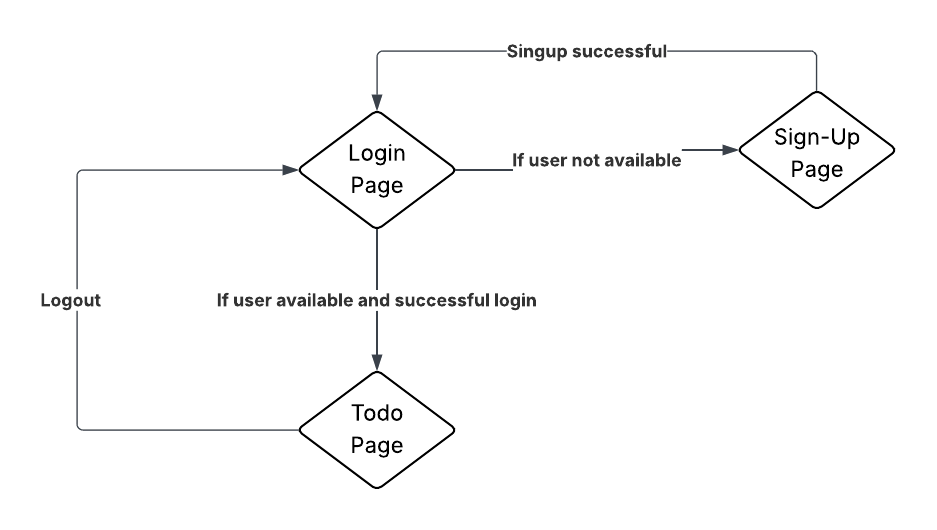 Singup successful
Login
Page
If user not available
Sign-Up
Page
Logout
If user available and successful login
Todo
Page